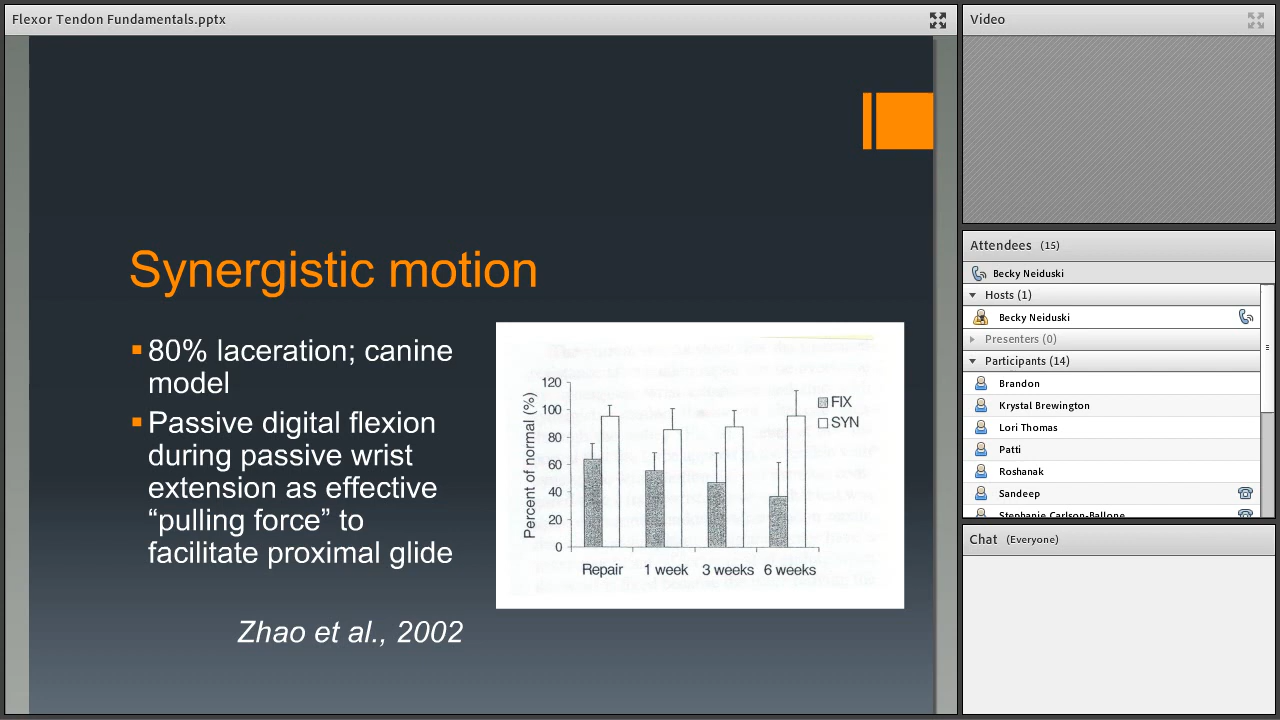 Flexor Tendon Fundamentals.pptx
Synergistic motion
80% laceration; canine
model
Passive digital flexion
during passive wrist
extension as effective
“pulling force” to
facilitate proximal glide
Zhao et al., 2002
Percent of normal (%)
120
100
80
60
40
20
0
FIX
SYN
Repair 1 week 3 weeks 6 weeks
Video
Attendees (15)
Becky Neiduski
Hosts (1)
Becky Neiduski
Presenters (0)
Participants (14)
Brandon
Krystal Brewington
Lori Thomas
Patti
Roshanak
Sandeep
Stephanie Carlson-Ballone
Chat (Everyone)